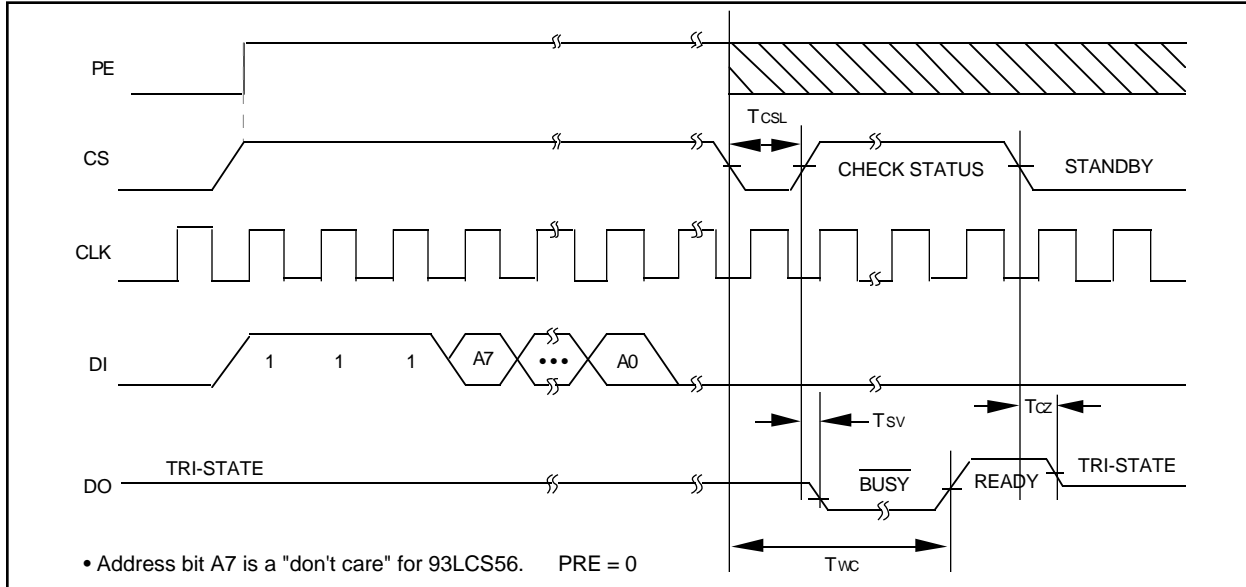 PE
TCSL
CS
CHECK STATUS
STANDBY
CLK
DI
1 1 1 A7 ••• A0
TSV
TCZ
DO
TRI-STATE
BUSY
READY
TRI-STATE
TWC
• Address bit A7 is a "don't care" for 93LCS56. PRE = 0